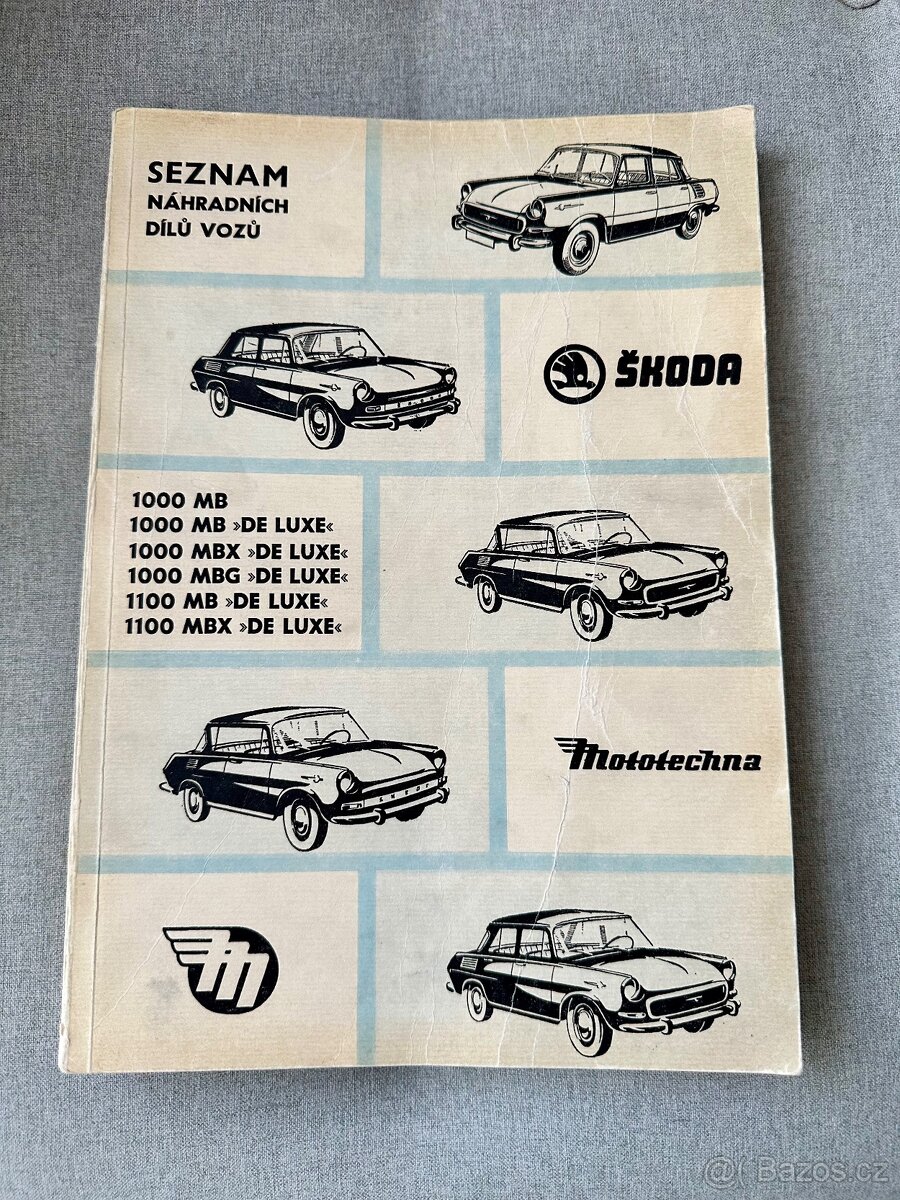 SEZNAM
NÁHRADNÍCH
DÍLŮ VOZŮ
ŠKODA
1000 MB
1000 MB »DE LUXE«
1000 MBX »DE LUXE«
1000 MBG »DE LUXE«
1100 MB »DE LUXE«
1100 MBX »DE LUXE«
Mototechna
m
@ Bazos.cz